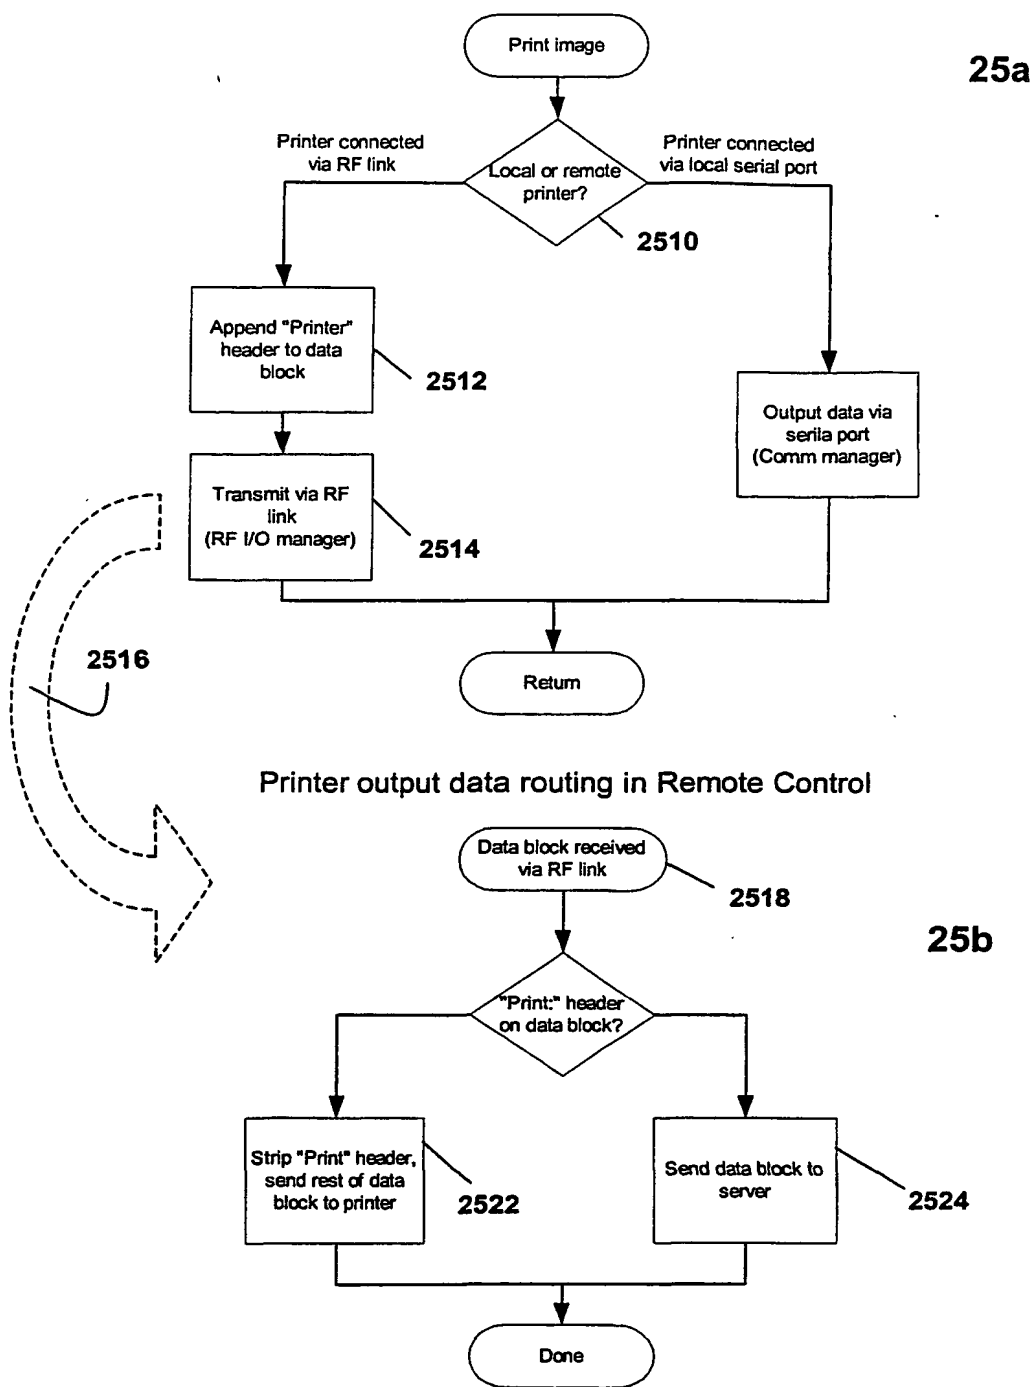 Print image
25a
Printer connected
via RF link
Printer connected
via local serial port
Local or remote
printer?
2510
Append "Printer"
header to data
block
2512
Output data via
serila port
(Comm manager)
Transmit via RF
link
(RF I/O manager)
2514
2516
Return
Printer output data routing in Remote Control
Data block received
via RF link
2518
25b
"Print:" header
on data block?
Strip "Print" header,
send rest of data
block to printer
2522
Send data block to
server
2524
Done